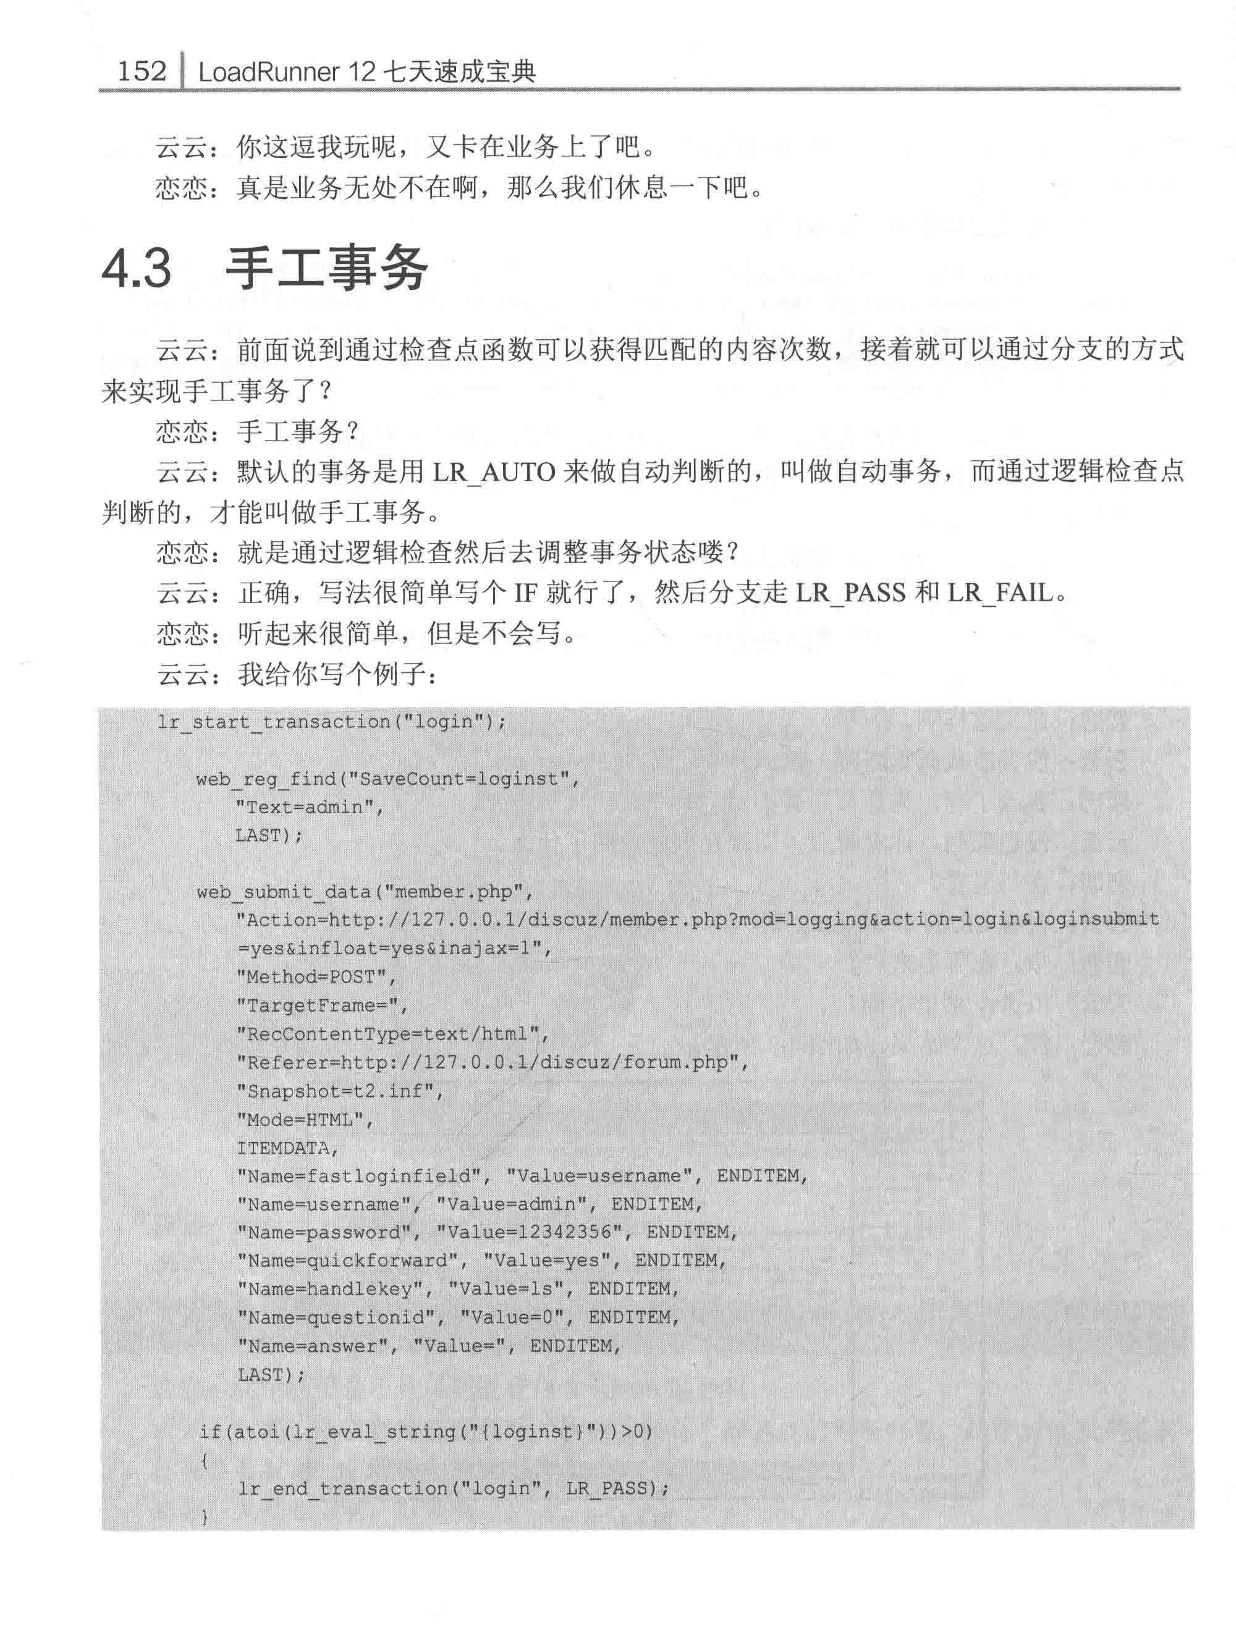 152 LoadRunner 12 七天速成宝典
云云：你这逗我玩呢，又卡在业务上了吧。
恋恋：真是业务无处不在啊，那么我们休息一下吧。
4.3 手工事务
云云：前面说到通过检查点函数可以获得匹配的内容次数，接着就可以通过分支的方式
来实现手工事务了？
恋恋：手工事务？
云云：默认的事务是用 LR_AUTO 来做自动判断的，叫做自动事务，而通过逻辑检查点
判断的，才能叫做手工事务。
恋恋：就是通过逻辑检查然后去调整事务状态喽？
云云：正确，写法很简单写个 IF 就行了，然后分支走 LR_PASS 和 LR_FAIL。
恋恋：听起来很简单，但是不会写。
云云：我给你写个例子：
lr_start_transaction("login");
web_reg_find("SaveCount=loginst",
"Text=admin",
LAST);
web_submit_data("member.php",
"Action=http://127.0.0.1/discuz/member.php?mod=logging&action=login&loginsubmit
=yes&infloat=yes&inajax=1",
"Method=POST",
"TargetFrame=",
"RecContentType=text/html",
"Referer=http://127.0.0.1/discuz/forum.php",
"Snapshot=t2.inf",
"Mode=HTML",
ITEMDATA,
"Name=fastloginfield", "Value=username", ENDITEM,
"Name=username", "Value=admin", ENDITEM,
"Name=password", "Value=12342356", ENDITEM,
"Name=quickforward", "Value=yes", ENDITEM,
"Name=handlekey", "Value=ls", ENDITEM,
"Name=questionid", "Value=0", ENDITEM,
"Name=answer", "Value=", ENDITEM,
LAST);
if(atoi(lr_eval_string("{loginst}"))>0)
{
lr_end_transaction("login", LR_PASS);
}